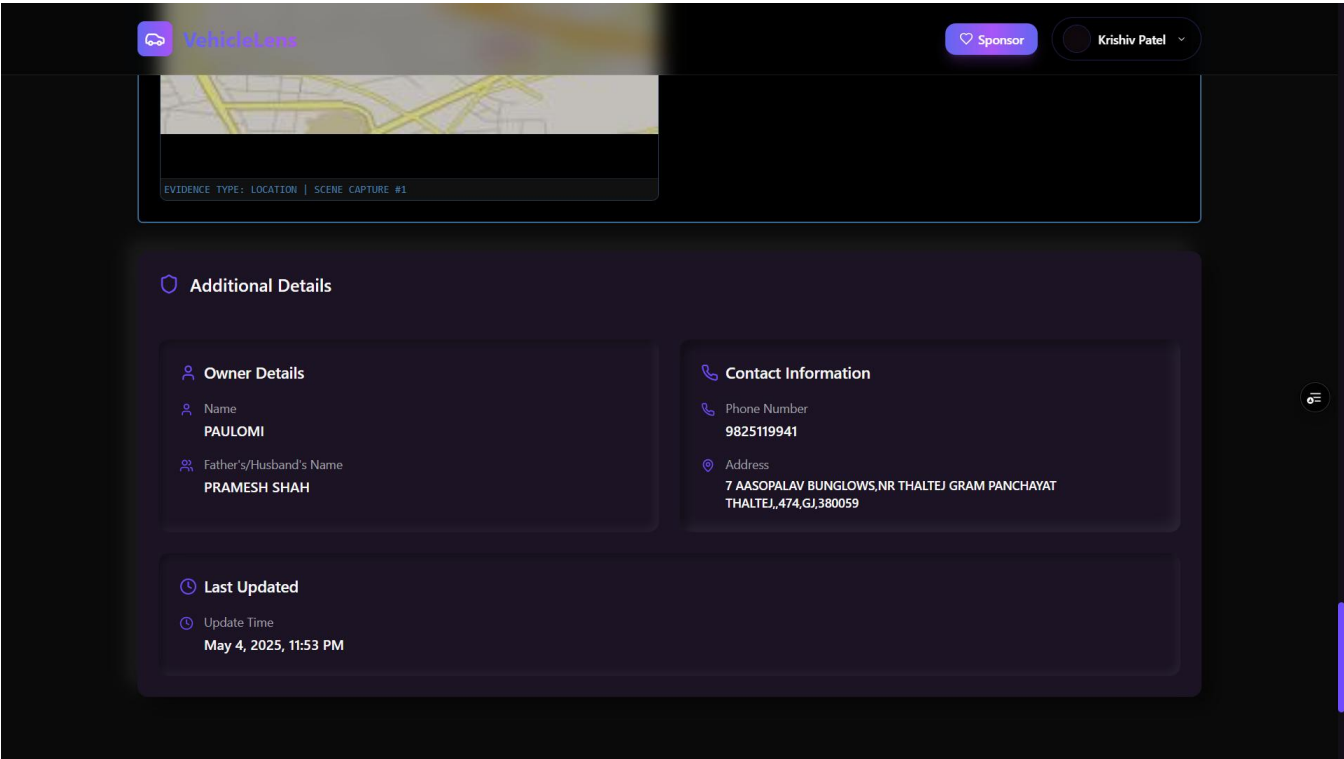 VehicleLens
Sponsor
Krishiv Patel
EVIDENCE TYPE: LOCATION | SCENE CAPTURE #1
Additional Details
Owner Details
Name
PAULOMI
Father's/Husband's Name
PRAMESH SHAH
Contact Information
Phone Number
9825119941
Address
7 AASOPALAV BUNGLOWS,NR THALTEJ GRAM PANCHAYAT
THALTEJ,,474,GJ,380059
Last Updated
Update Time
May 4, 2025, 11:53 PM